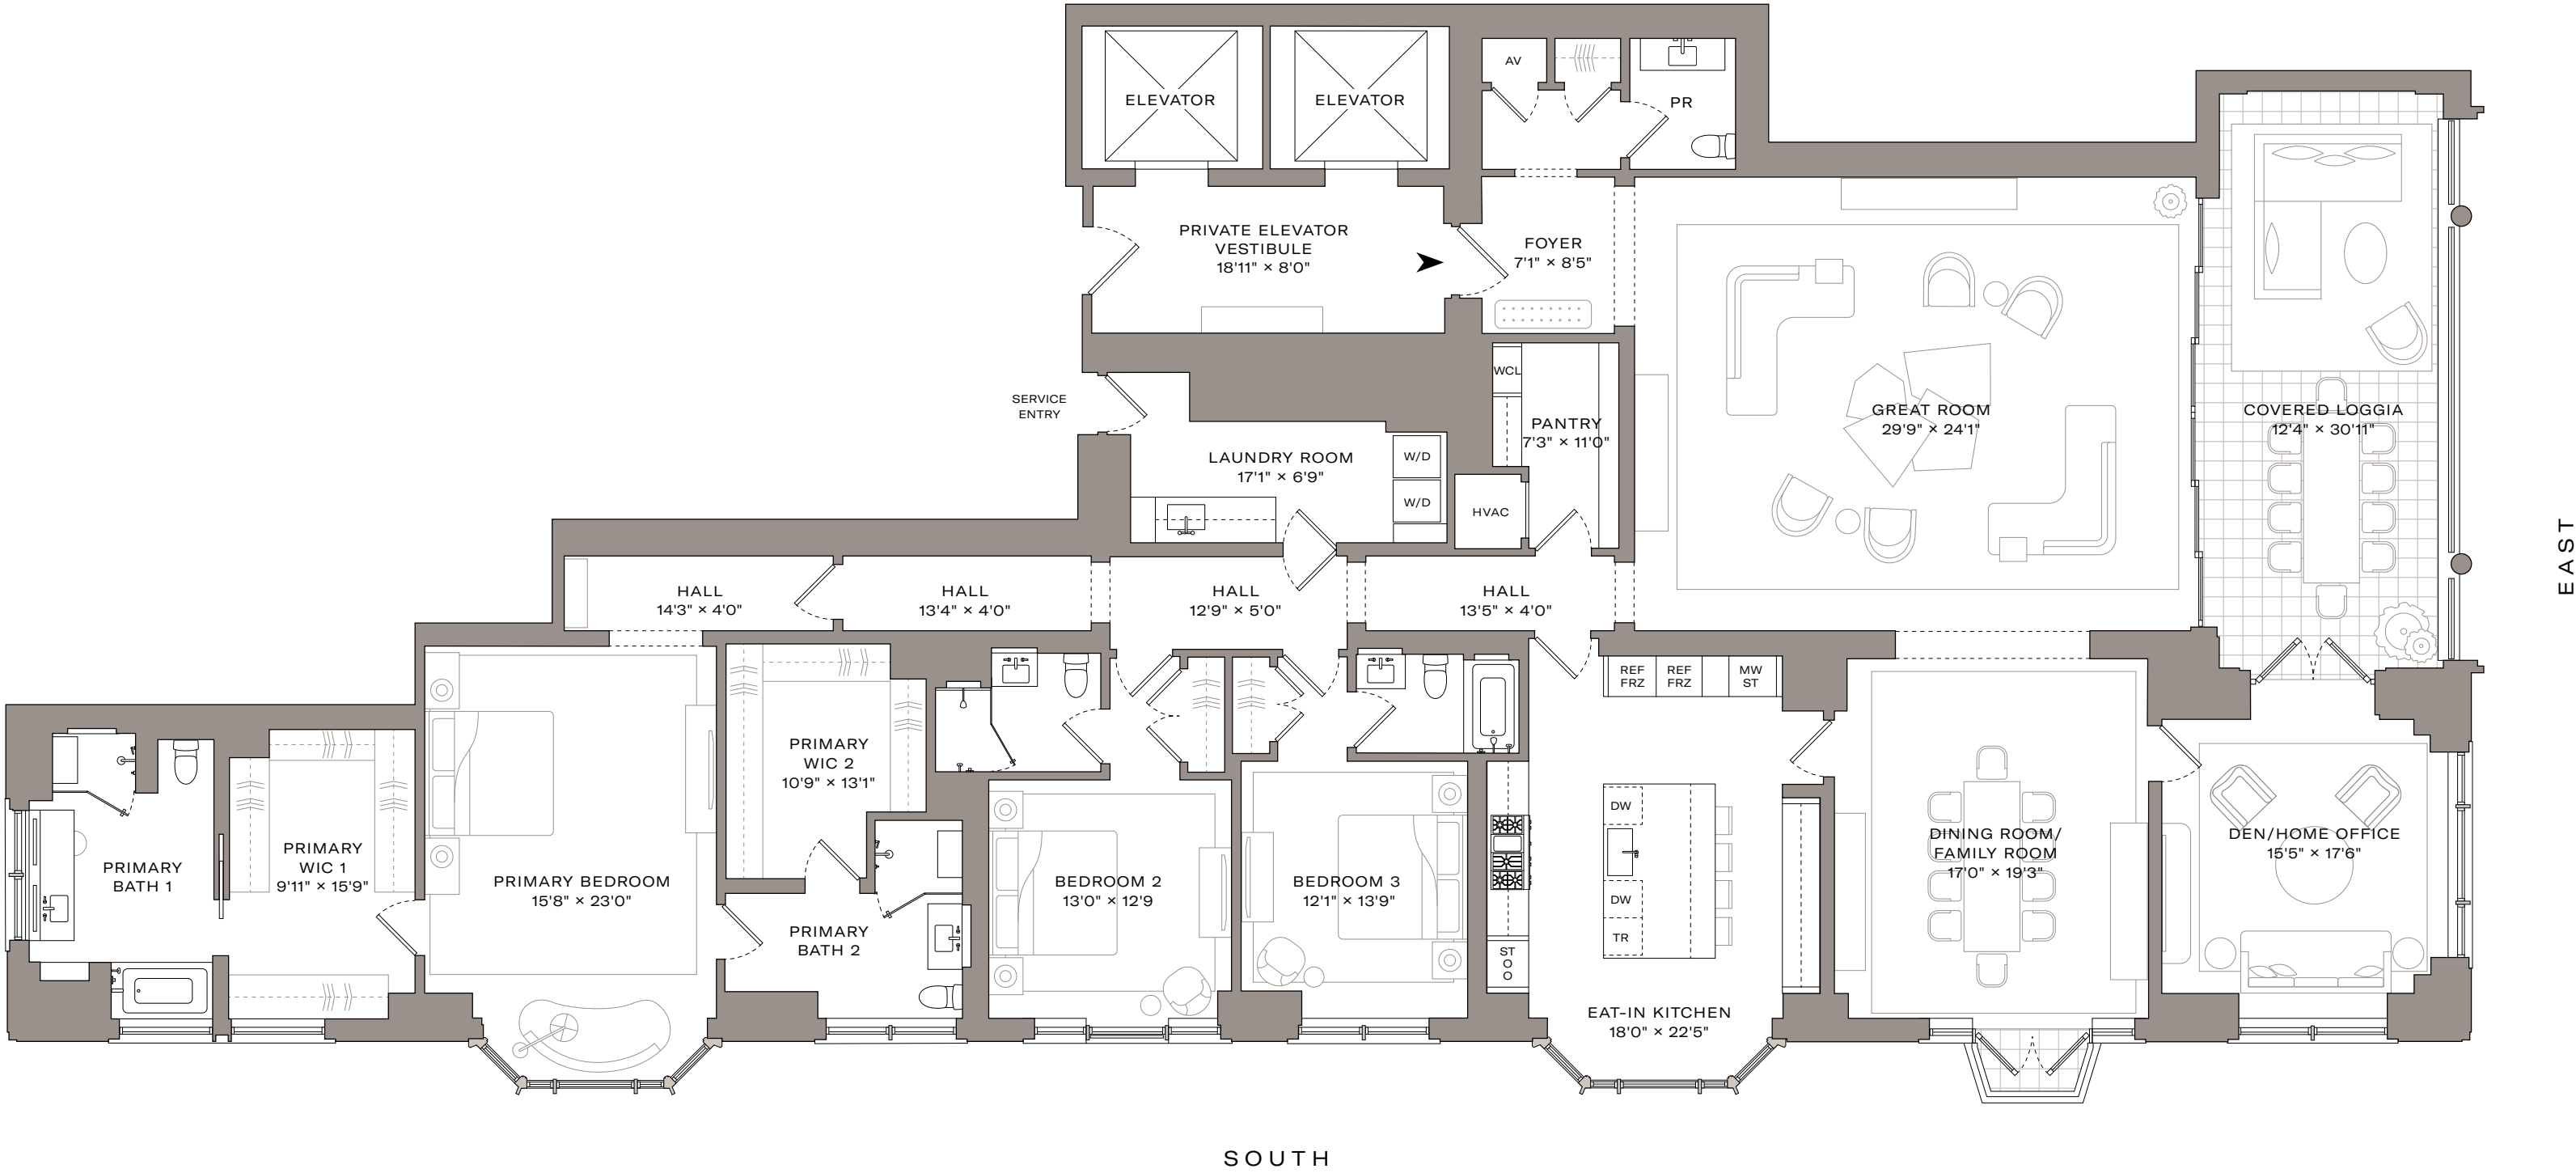 ELEVATOR
ELEVATOR
AV
PR
PRIVATE ELEVATOR
VESTIBULE
18'11" × 8'0"
FOYER
7'1" × 8'5"
SERVICE
ENTRY
WCL
PANTRY
7'3" × 11'0"
GREAT ROOM
29'9" × 24'1"
COVERED LOGGIA
12'4" × 30'11"
LAUNDRY ROOM
17'1" × 6'9"
W/D
W/D
HVAC
EAST
HALL
14'3" × 4'0"
HALL
13'4" × 4'0"
HALL
12'9" × 5'0"
HALL
13'5" × 4'0"
REF
FRZ
REF
FRZ
MW
ST
PRIMARY
BATH 1
PRIMARY
WIC 1
9'11" × 15'9"
PRIMARY BEDROOM
15'8" × 23'0"
PRIMARY
WIC 2
10'9" × 13'1"
PRIMARY
BATH 2
BEDROOM 2
13'0" × 12'9
BEDROOM 3
12'1" × 13'9"
ST
O
O
DW
DW
TR
EAT-IN KITCHEN
18'0" × 22'5"
DINING ROOM/
FAMILY ROOM
17'0" × 19'3"
DEN/HOME OFFICE
15'5" × 17'6"
SOUTH